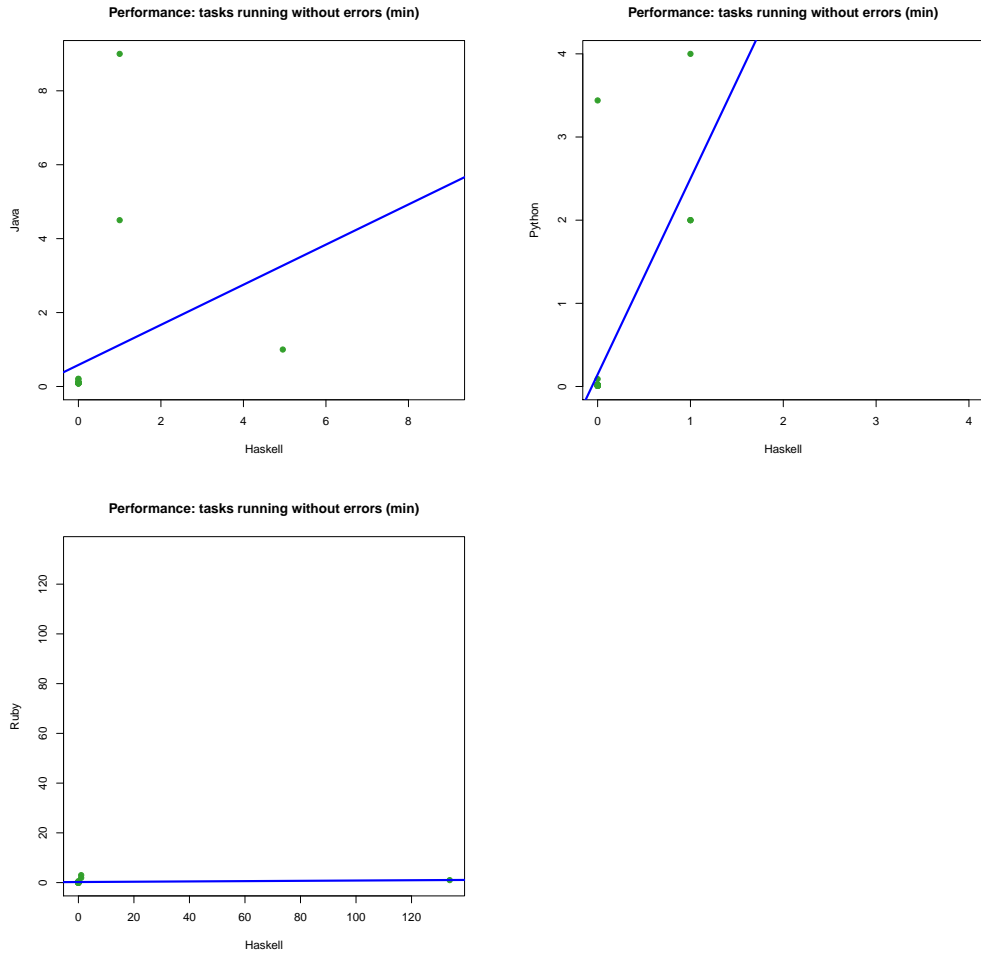 Performance: tasks running without errors (min)
Java
0 2 4 6 8
0 2 4 6 8
Haskell
Performance: tasks running without errors (min)
Python
0 1 2 3 4
0 1 2 3 4
Haskell
Performance: tasks running without errors (min)
Ruby
0 20 40 60 80 100 120
0 20 40 60 80 100 120
Haskell